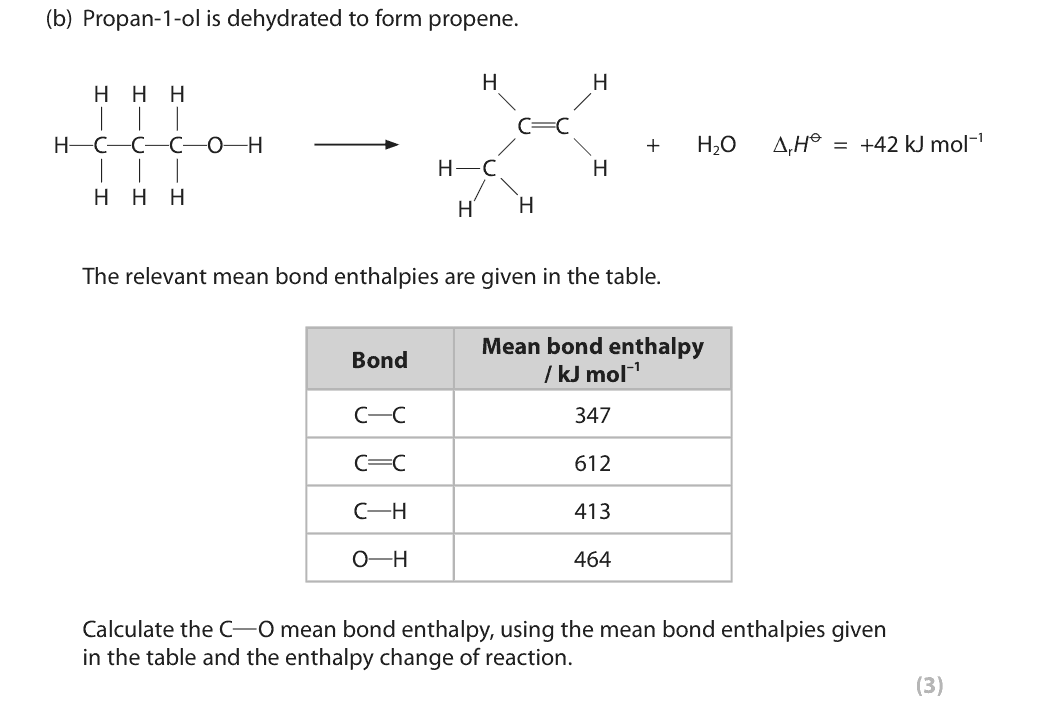 (b) Propan-1-ol is dehydrated to form propene.
H H H
H—C—C—C—O—H
H H H
H H
C=C
H—C H
H H
+ H₂O ΔᵣH⦵ = +42 kJ mol⁻¹
The relevant mean bond enthalpies are given in the table.
Bond Mean bond enthalpy
/ kJ mol⁻¹
C—C 347
C=C 612
C—H 413
O—H 464
Calculate the C—O mean bond enthalpy, using the mean bond enthalpies given
in the table and the enthalpy change of reaction.
(3)